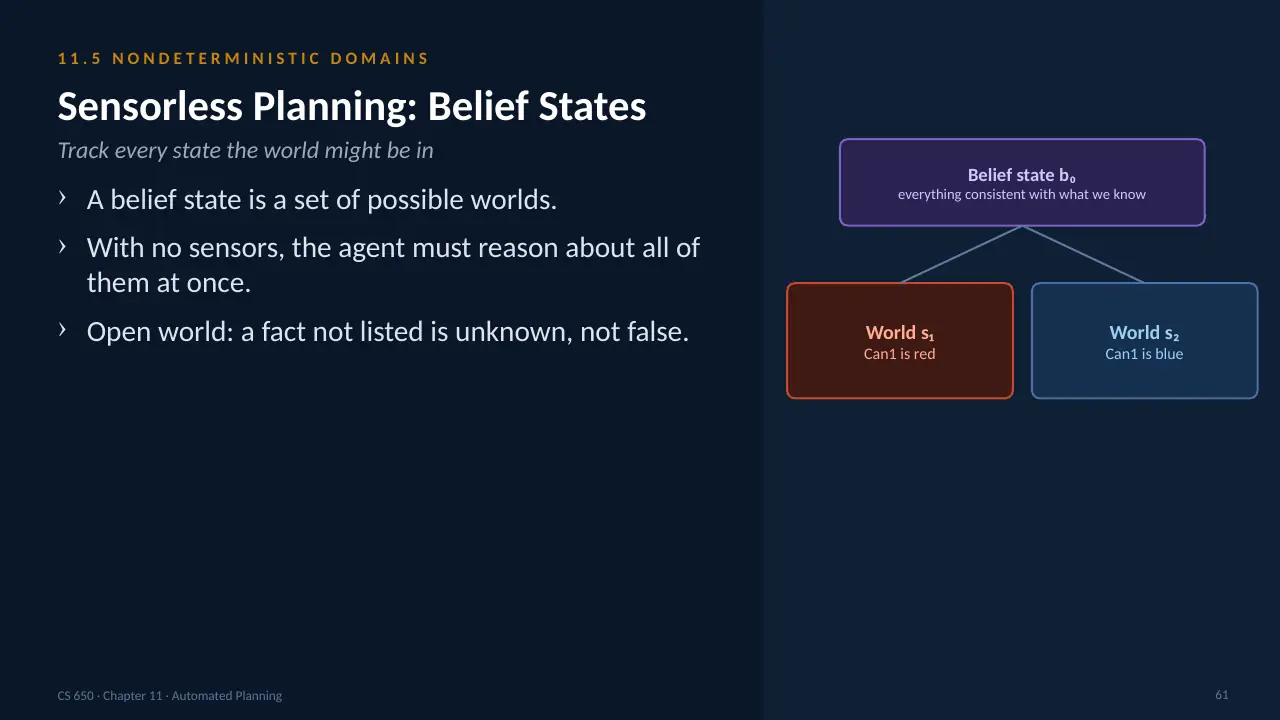 11.5 NONDETERMINISTIC DOMAINS
Sensorless Planning: Belief States
Track every state the world might be in
› A belief state is a set of possible worlds.
› With no sensors, the agent must reason about all of
them at once.
› Open world: a fact not listed is unknown, not false.
Belief state b₀
everything consistent with what we know
World s₁
Can1 is red
World s₂
Can1 is blue
CS 650 · Chapter 11 · Automated Planning
61